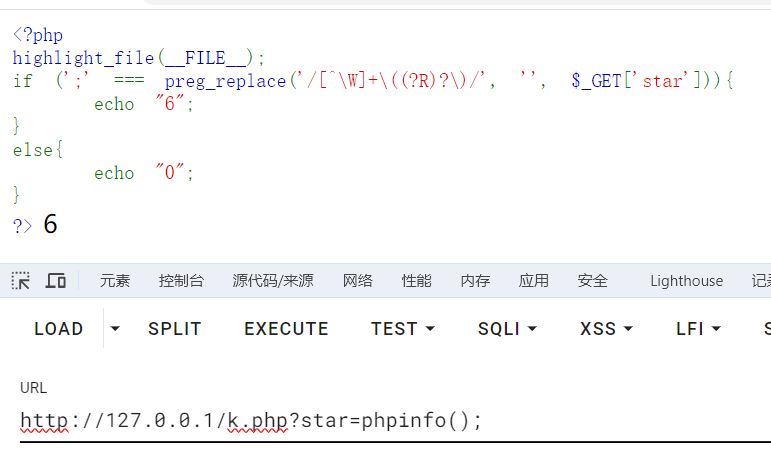 <?php
highlight_file(__FILE__);
if (';' === preg_replace('/[^\W]+\((?R)?\)/', '', $_GET['star'])){
echo "6";
}
else{
echo "0";
}
?> 6
元素 控制台 源代码/来源 网络 性能 内存 应用 安全 Lighthouse 记
LOAD SPLIT EXECUTE TEST SQLI XSS LFI S
URL
http://127.0.0.1/k.php?star=phpinfo();